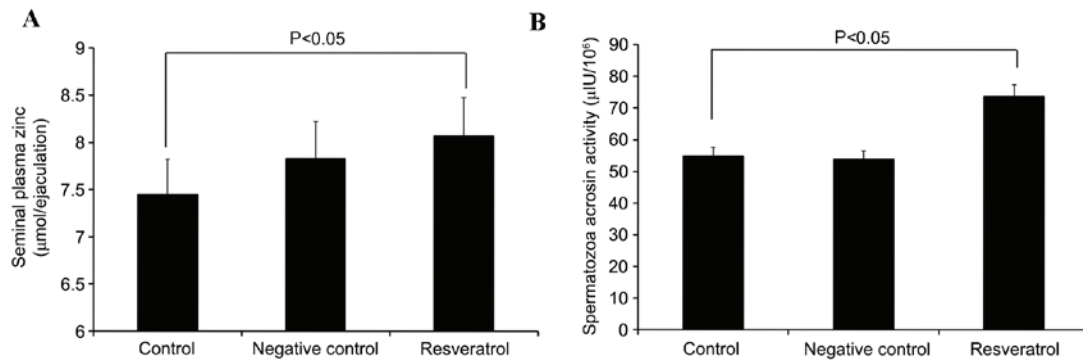 A
P<0.05
Seminal plasma zinc
(μmol/ejaculation)
9
8.5
8
7.5
7
6.5
6
Control Negative control Resveratrol
B
P<0.05
Spermatozoa acrosin activity (μIU/10⁶)
90
80
70
60
50
40
30
20
10
0
Control Negative control Resveratrol